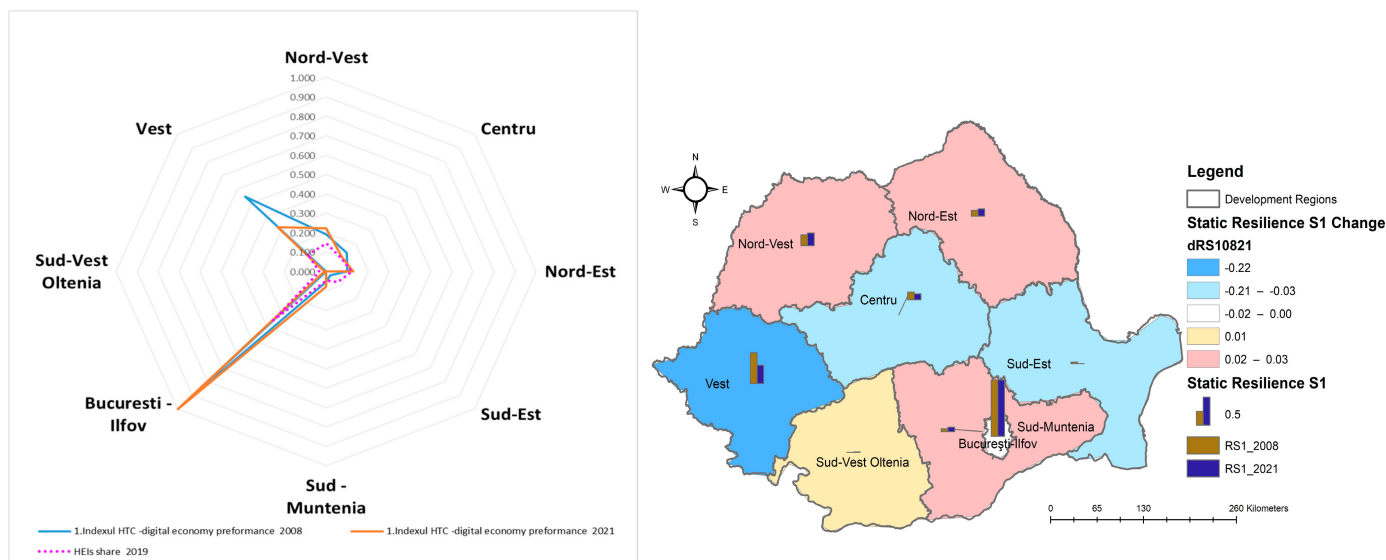 Nord-Vest
Centru
Nord-Est
Sud-Est
Sud -
Muntenia
Bucuresti -
Ilfov
Sud-Vest
Oltenia
Vest
1.000
0.900
0.800
0.700
0.600
0.500
0.400
0.300
0.200
0.100
0.000
1.Indexul HTC -digital economy preformance 2008
1.Indexul HTC -digital economy preformance 2021
HEIs share 2019
N
W
E
S
Nord-Est
Nord-Vest
Centru
Sud-Est
Vest
Sud-Muntenia
Bucureşti-Ilfov
Sud-Vest Oltenia
Legend
Development Regions
Static Resilience S1 Change
dRS10821
-0.22
-0.21 – -0.03
-0.02 – 0.00
0.01
0.02 – 0.03
Static Resilience S1
0.5
RS1_2008
RS1_2021
0 65 130 260 Kilometers